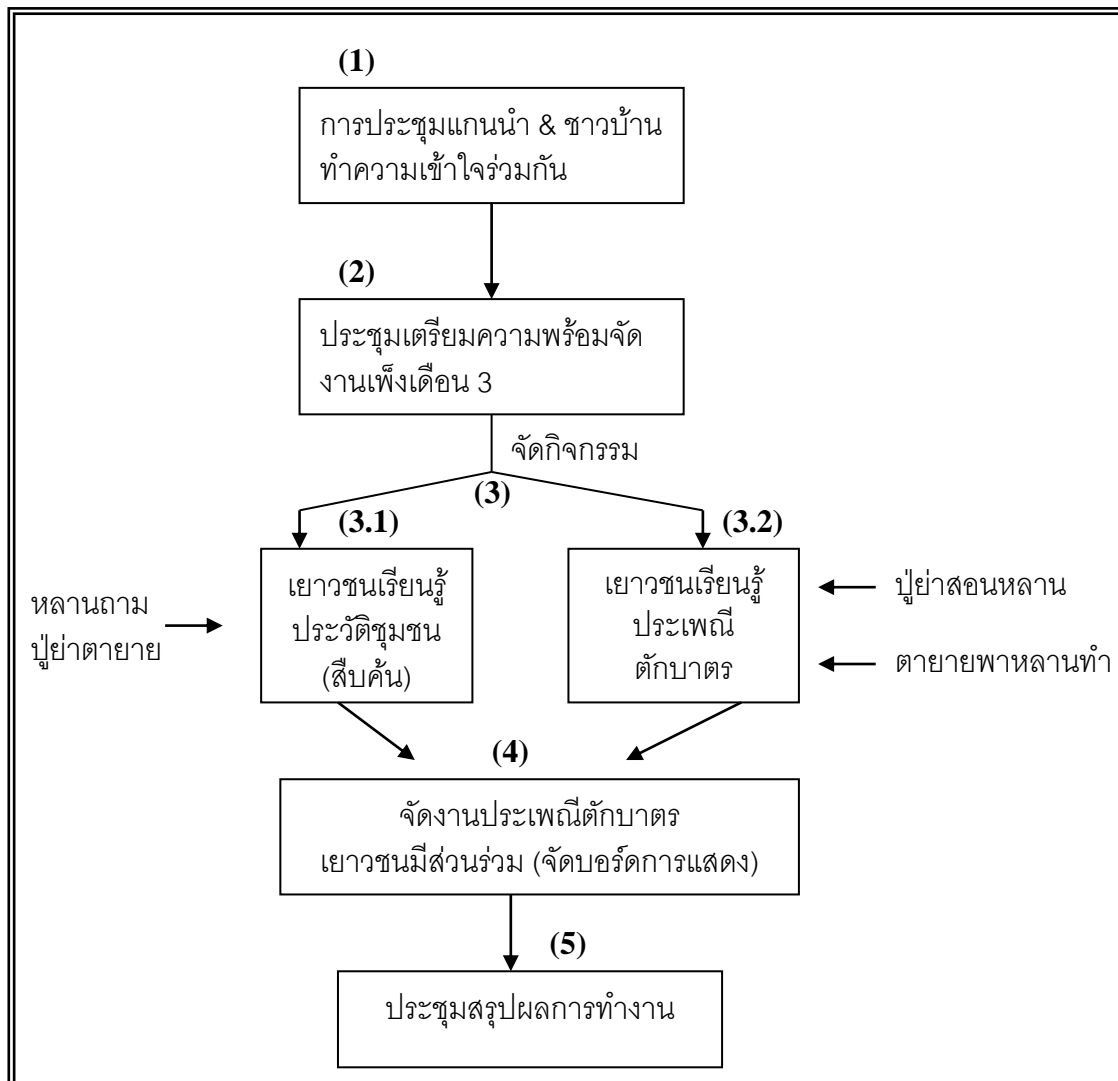 (1)
การประชุมแกนนำ & ชาวบ้าน
ทำความเข้าใจร่วมกัน
(2)
ประชุมเตรียมความพร้อมจัด
งานเพ็งเดือน 3
จัดกิจกรรม
(3)
(3.1)
(3.2)
หลานถาม
ปู่ย่าตายาย
เยาวชนเรียนรู้
ประวัติชุมชน
(สืบค้น)
เยาวชนเรียนรู้
ประเพณี
ตักบาตร
ปู่ย่าสอนหลาน
ตายายพาหลานทำ
(4)
จัดงานประเพณีตักบาตร
เยาวชนมีส่วนร่วม (จัดบอร์ดการแสดง)
(5)
ประชุมสรุปผลการทำงาน